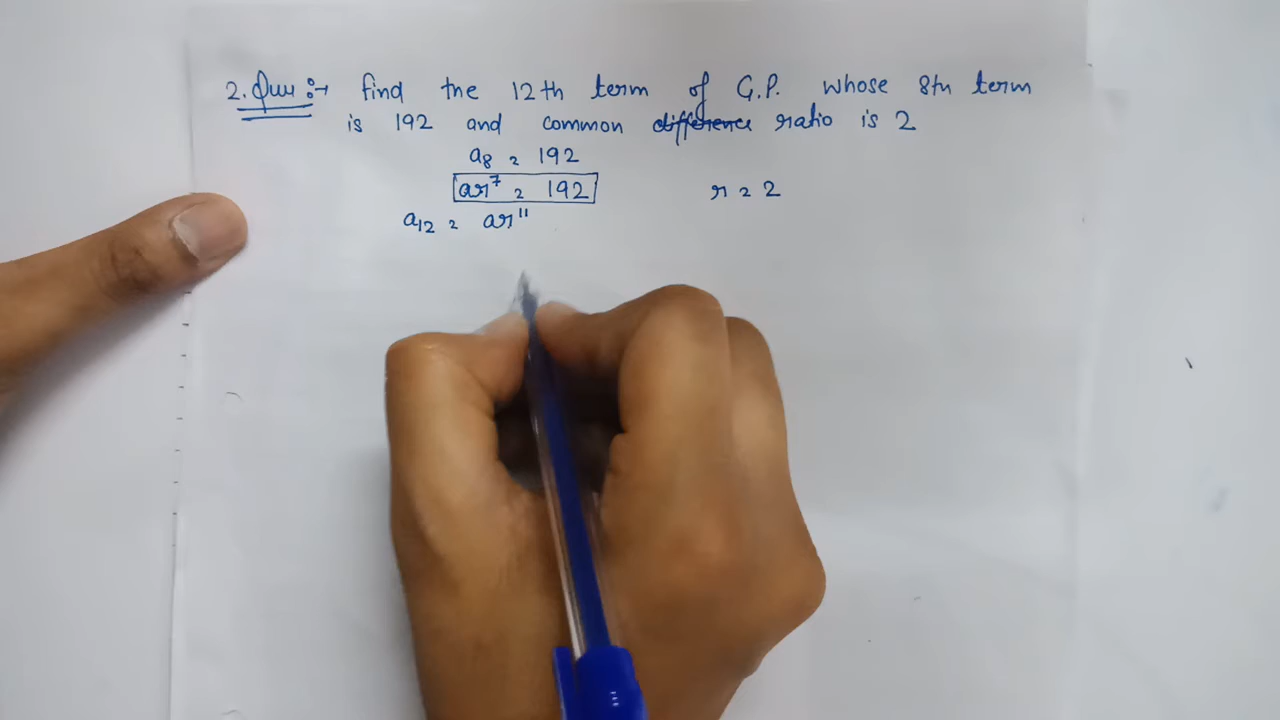 2. Que :→ find the 12th term of G.P. whose 8th term
is 192 and common difference ratio is 2
a₈ = 192
ar⁷ = 192 r = 2
a₁₂ = ar¹¹